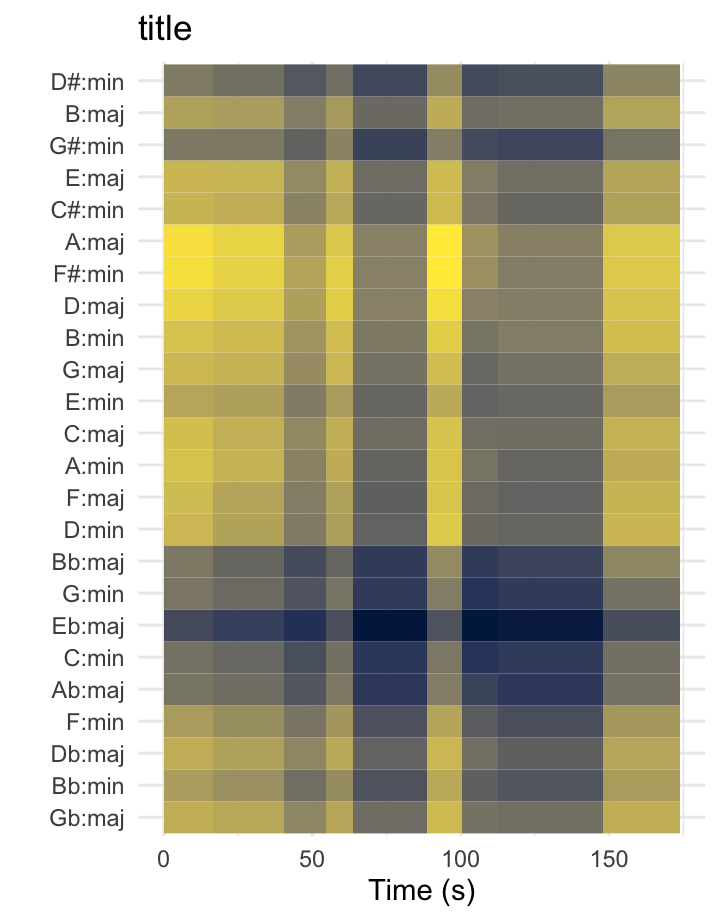 title
D#:min
B:maj
G#:min
E:maj
C#:min
A:maj
F#:min
D:maj
B:min
G:maj
E:min
C:maj
A:min
F:maj
D:min
Bb:maj
G:min
Eb:maj
C:min
Ab:maj
F:min
Db:maj
Bb:min
Gb:maj
0 50 100 150
Time (s)